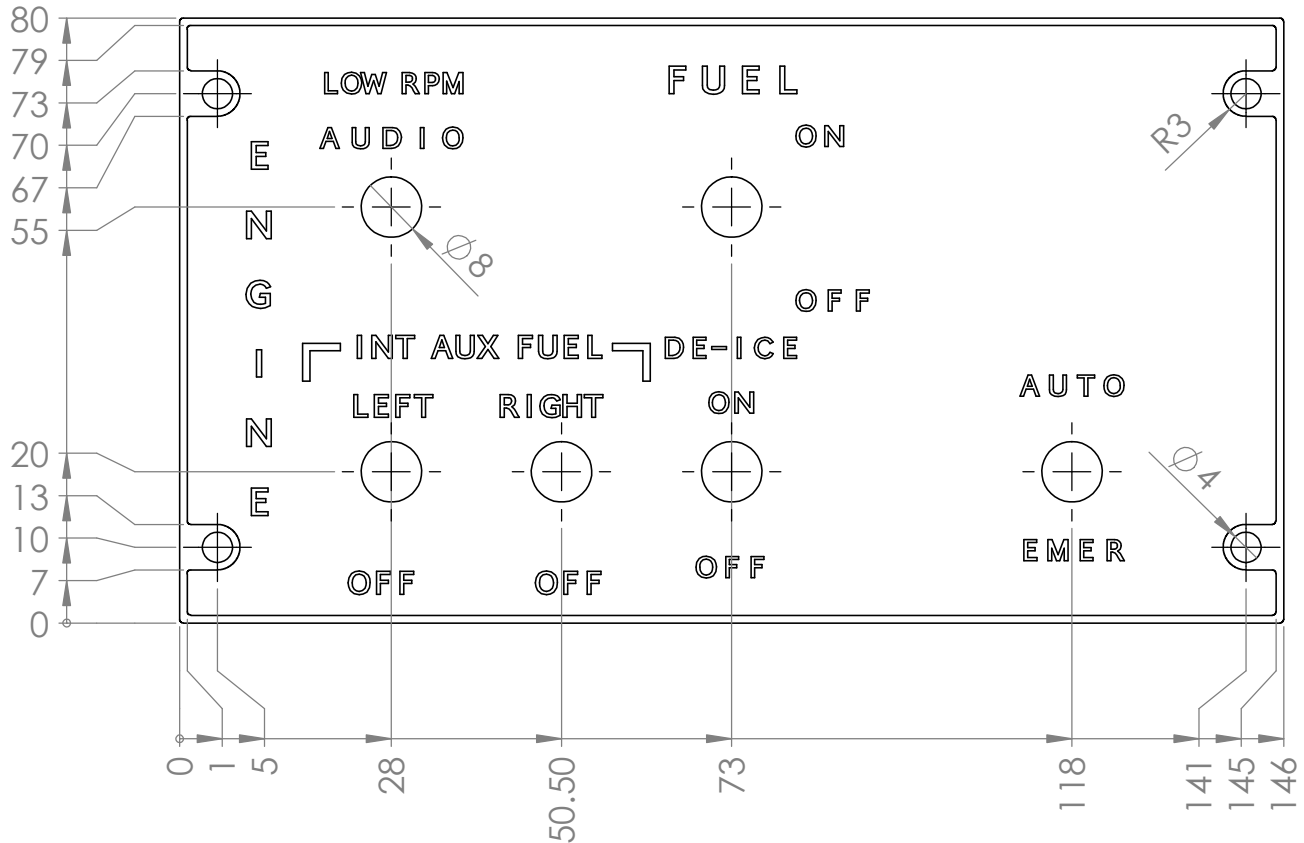 80
79
73
70
67
55
20
13
10
7
0
LOW RPM
AUDIO
FUEL
ON
OFF
R3
Ø8
ENGINE
INT AUX FUEL
DE-ICE
LEFT
RIGHT
ON
AUTO
Ø4
OFF
OFF
OFF
EMER
0
1
5
28
50.50
73
118
141
145
146